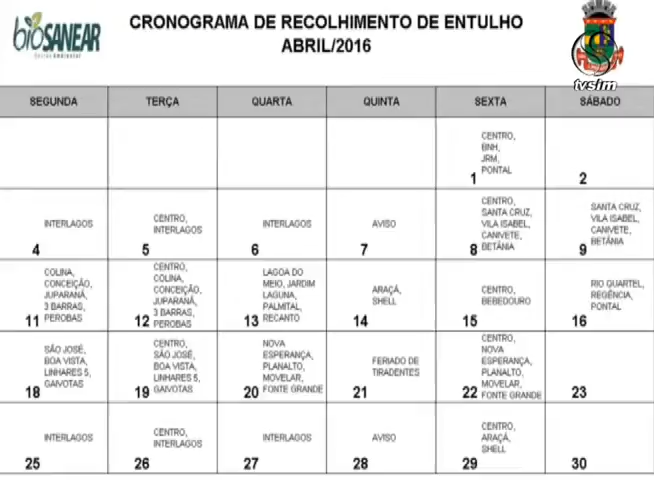 bioSANEAR
CRONOGRAMA DE RECOLHIMENTO DE ENTULHO
ABRIL/2016
tvsim
SEGUNDA TERÇA QUARTA QUINTA SEXTA SÁBADO
CENTRO,
BNH,
JRM,
PONTAL
1
2
INTERLAGOS
4
CENTRO,
INTERLAGOS
5
INTERLAGOS
6
AVISO
7
CENTRO,
SANTA CRUZ,
VILA ISABEL,
CANIVETE,
BETÂNIA
8
SANTA CRUZ,
VILA ISABEL,
CANIVETE,
BETÂNIA
9
COLINA,
CONCEIÇÃO,
JUPARANÃ,
3 BARRAS,
PEROBAS
11
CENTRO,
COLINA,
CONCEIÇÃO,
JUPARANÃ,
3 BARRAS,
PEROBAS
12
LAGOA DO
MEIO, JARDIM
LAGUNA,
PALMITAL,
RECANTO
13
ARAÇÁ,
SHELL
14
CENTRO,
BEBEDOURO
15
RIO QUARTEL,
REGÊNCIA,
PONTAL
16
SÃO JOSÉ,
BOA VISTA,
LINHARES 5,
GAIVOTAS
18
CENTRO,
SÃO JOSÉ,
BOA VISTA,
LINHARES 5,
GAIVOTAS
19
NOVA
ESPERANÇA,
PLANALTO,
MOVELAR,
FONTE GRANDE
20
FERIADO DE
TIRADENTES
21
CENTRO,
NOVA
ESPERANÇA,
PLANALTO,
MOVELAR,
FONTE GRANDE
22
23
INTERLAGOS
25
CENTRO,
INTERLAGOS
26
INTERLAGOS
27
AVISO
28
CENTRO,
ARAÇÁ,
SHELL
29
30